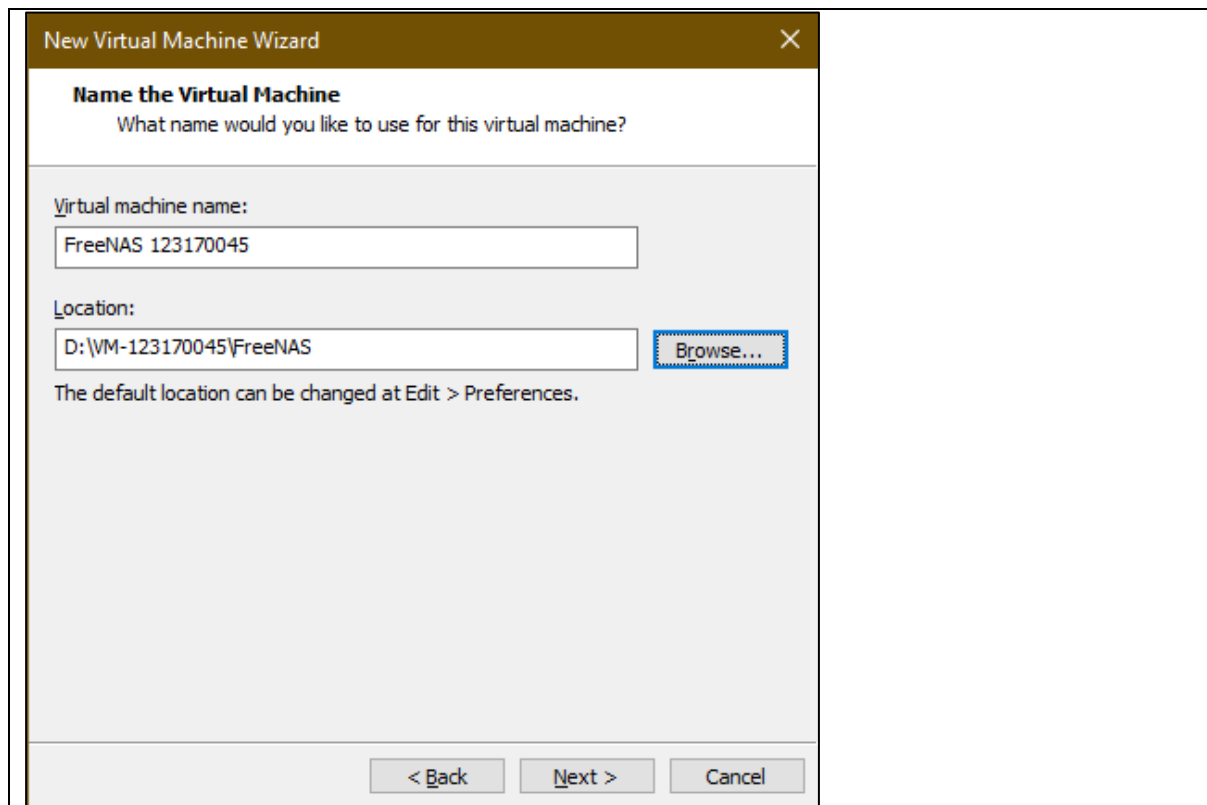 New Virtual Machine Wizard
Name the Virtual Machine
What name would you like to use for this virtual machine?
Virtual machine name:
FreeNAS 123170045
Location:
D:\VM-123170045\FreeNAS
Browse...
The default location can be changed at Edit > Preferences.
< Back Next > Cancel